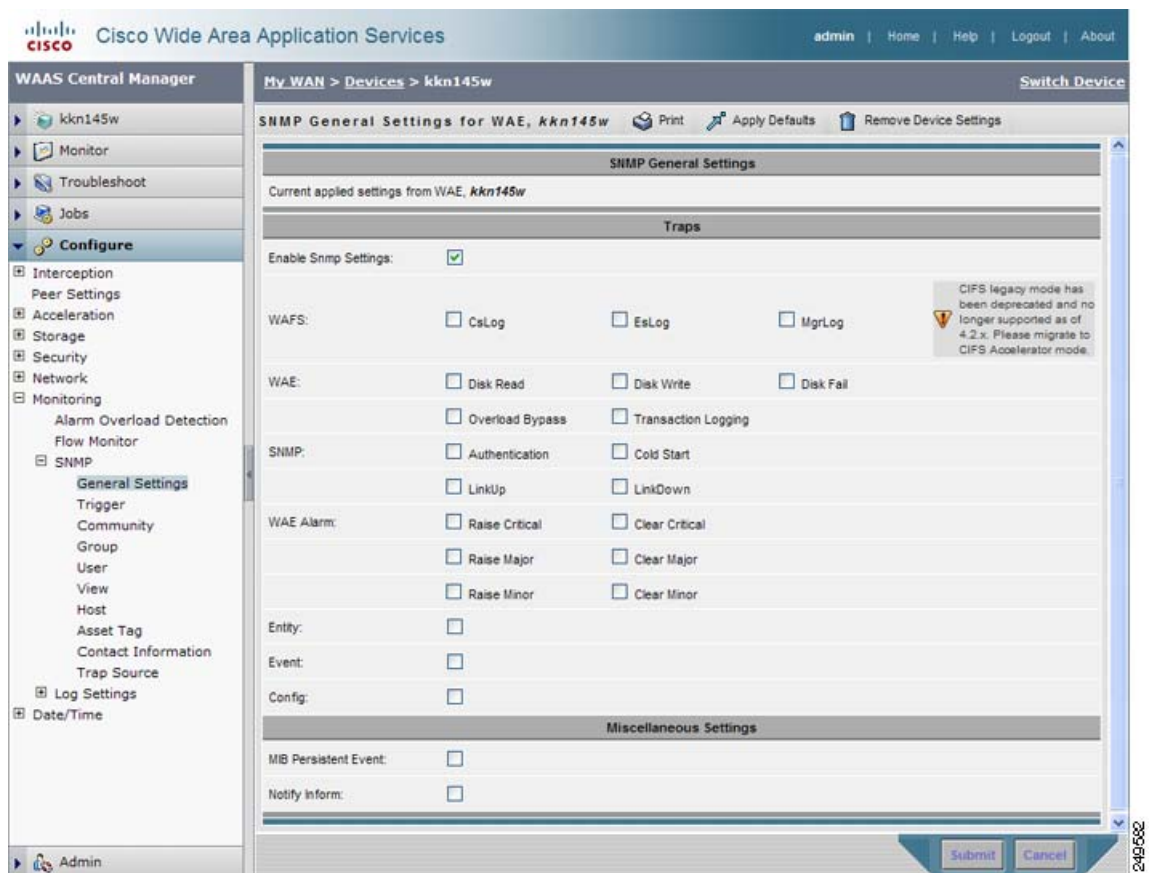 CISCO Cisco Wide Area Application Services
admin | Home | Help | Logout | About
WAAS Central Manager
My WAN > Devices > kkn145w
Switch Device
kkn145w
Monitor
Troubleshoot
Jobs
Configure
Interception
Peer Settings
Acceleration
Storage
Security
Network
Monitoring
Alarm Overload Detection
Flow Monitor
SNMP
General Settings
Trigger
Community
Group
User
View
Host
Asset Tag
Contact Information
Trap Source
Log Settings
Date/Time
Admin
SNMP General Settings for WAE, kkn145w Print Apply Defaults Remove Device Settings
SNMP General Settings
Current applied settings from WAE, kkn145w
Traps
Enable Snmp Settings:
WAFS: CsLog EsLog MgrLog
CIFS legacy mode has
been deprecated and no
longer supported as of
4.2.x. Please migrate to
CIFS Accelerator mode.
WAE: Disk Read Disk Write Disk Fail
Overload Bypass Transaction Logging
SNMP: Authentication Cold Start
LinkUp LinkDown
WAE Alarm: Raise Critical Clear Critical
Raise Major Clear Major
Raise Minor Clear Minor
Entity:
Event:
Config:
Miscellaneous Settings
MIB Persistent Event:
Notify Inform:
Submit Cancel
249582